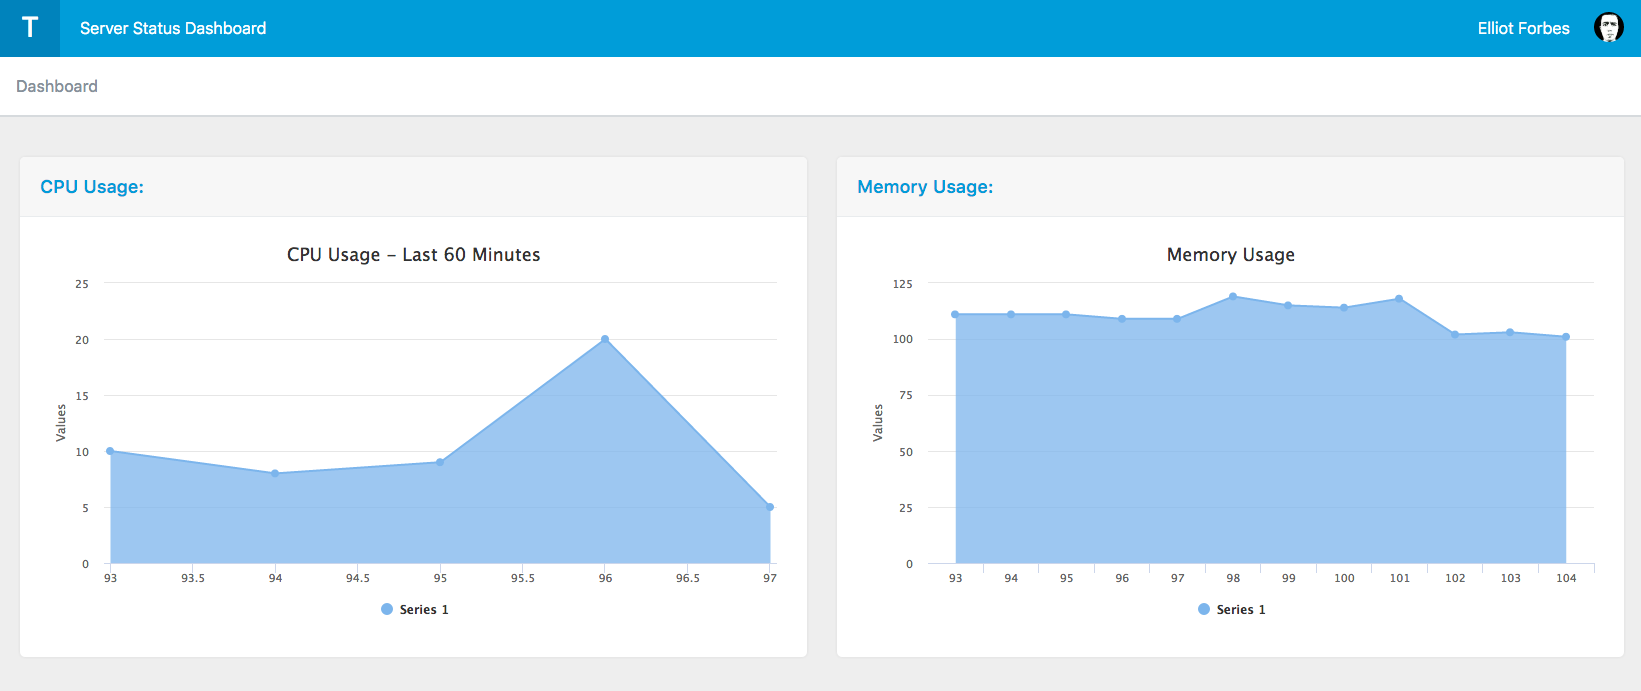 T
Server Status Dashboard
Elliot Forbes
Dashboard
CPU Usage:
CPU Usage – Last 60 Minutes
25
20
15
10
5
0
Values
93 93.5 94 94.5 95 95.5 96 96.5 97
Series 1
Memory Usage:
Memory Usage
125
100
75
50
25
0
Values
93 94 95 96 97 98 99 100 101 102 103 104
Series 1